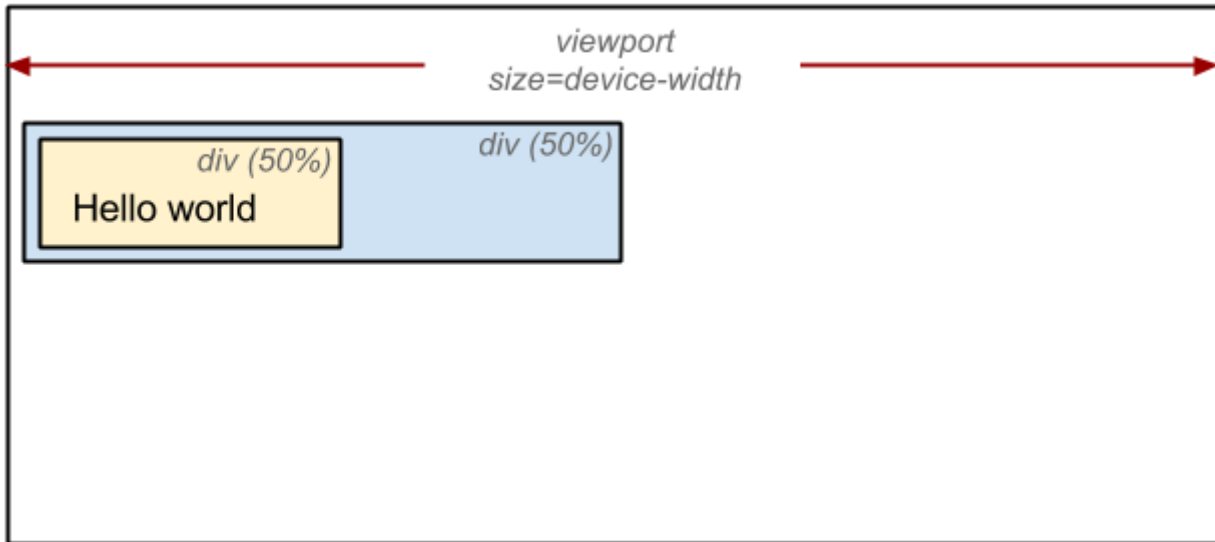 viewport
size=device-width
div (50%)
div (50%)
Hello world